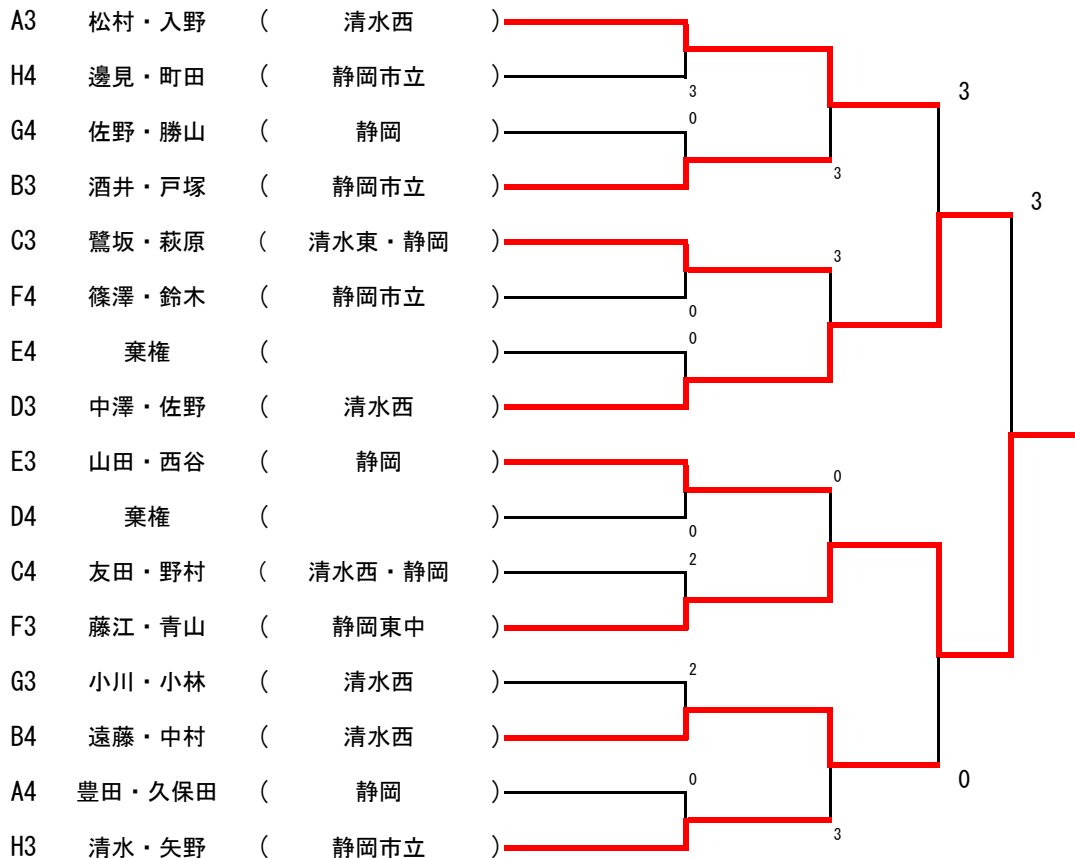 A3 松村・入野 ( 清水西 )
H4 邊見・町田 ( 静岡市立 ) 3
G4 佐野・勝山 ( 静岡 ) 0
B3 酒井・戸塚 ( 静岡市立 ) 3
3
C3 鷺坂・萩原 ( 清水東・静岡 ) 3
3
F4 篠澤・鈴木 ( 静岡市立 ) 0
E4 棄権 ( ) 0
D3 中澤・佐野 ( 清水西 )
E3 山田・西谷 ( 静岡 ) 0
D4 棄権 ( ) 0
C4 友田・野村 ( 清水西・静岡 ) 2
F3 藤江・青山 ( 静岡東中 )
G3 小川・小林 ( 清水西 ) 2
B4 遠藤・中村 ( 清水西 )
A4 豊田・久保田 ( 静岡 ) 0
0
H3 清水・矢野 ( 静岡市立 ) 3